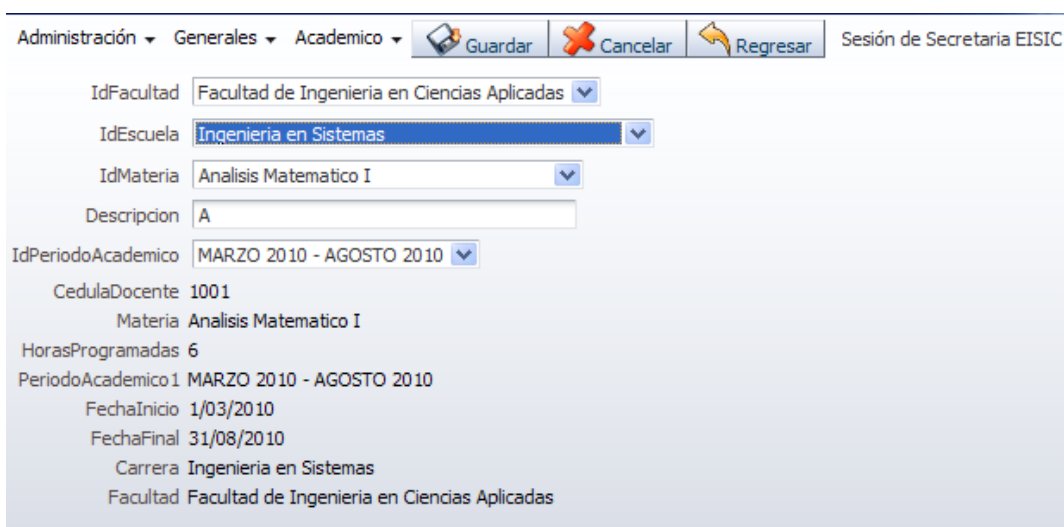 Administración Generales Academico Guardar Cancelar Regresar Sesión de Secretaria EISIC
IdFacultad Facultad de Ingenieria en Ciencias Aplicadas
IdEscuela Ingenieria en Sistemas
IdMateria Analisis Matematico I
Descripcion A
IdPeriodoAcademico MARZO 2010 - AGOSTO 2010
CedulaDocente 1001
Materia Analisis Matematico I
HorasProgramadas 6
PeriodoAcademico1 MARZO 2010 - AGOSTO 2010
FechaInicio 1/03/2010
FechaFinal 31/08/2010
Carrera Ingenieria en Sistemas
Facultad Facultad de Ingenieria en Ciencias Aplicadas